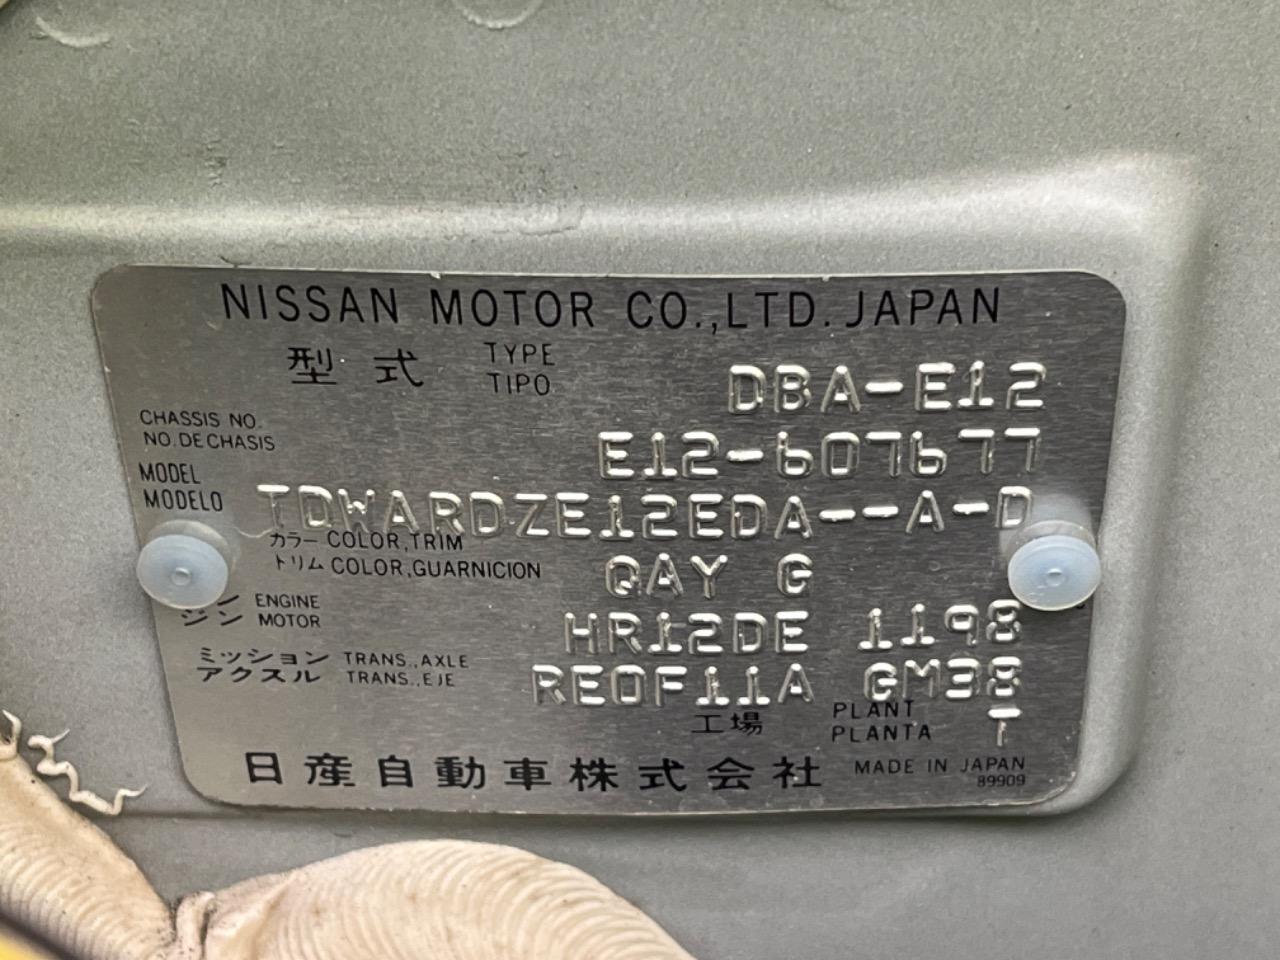 NISSAN MOTOR CO.,LTD. JAPAN
型式 TYPE TIPO DBA-E12
CHASSIS NO.
NO. DE CHASIS E12-607677
MODEL
MODELO TDWARDZE12EDA--A-D
カラー COLOR,TRIM
トリム COLOR,GUARNICION QAY G
ジン ENGINE MOTOR HR12DE 1198
ミッション TRANS.,AXLE
アクスル TRANS.,EJE RE0F11A GM38
工場 PLANT PLANTA T
日産自動車株式会社 MADE IN JAPAN
89909